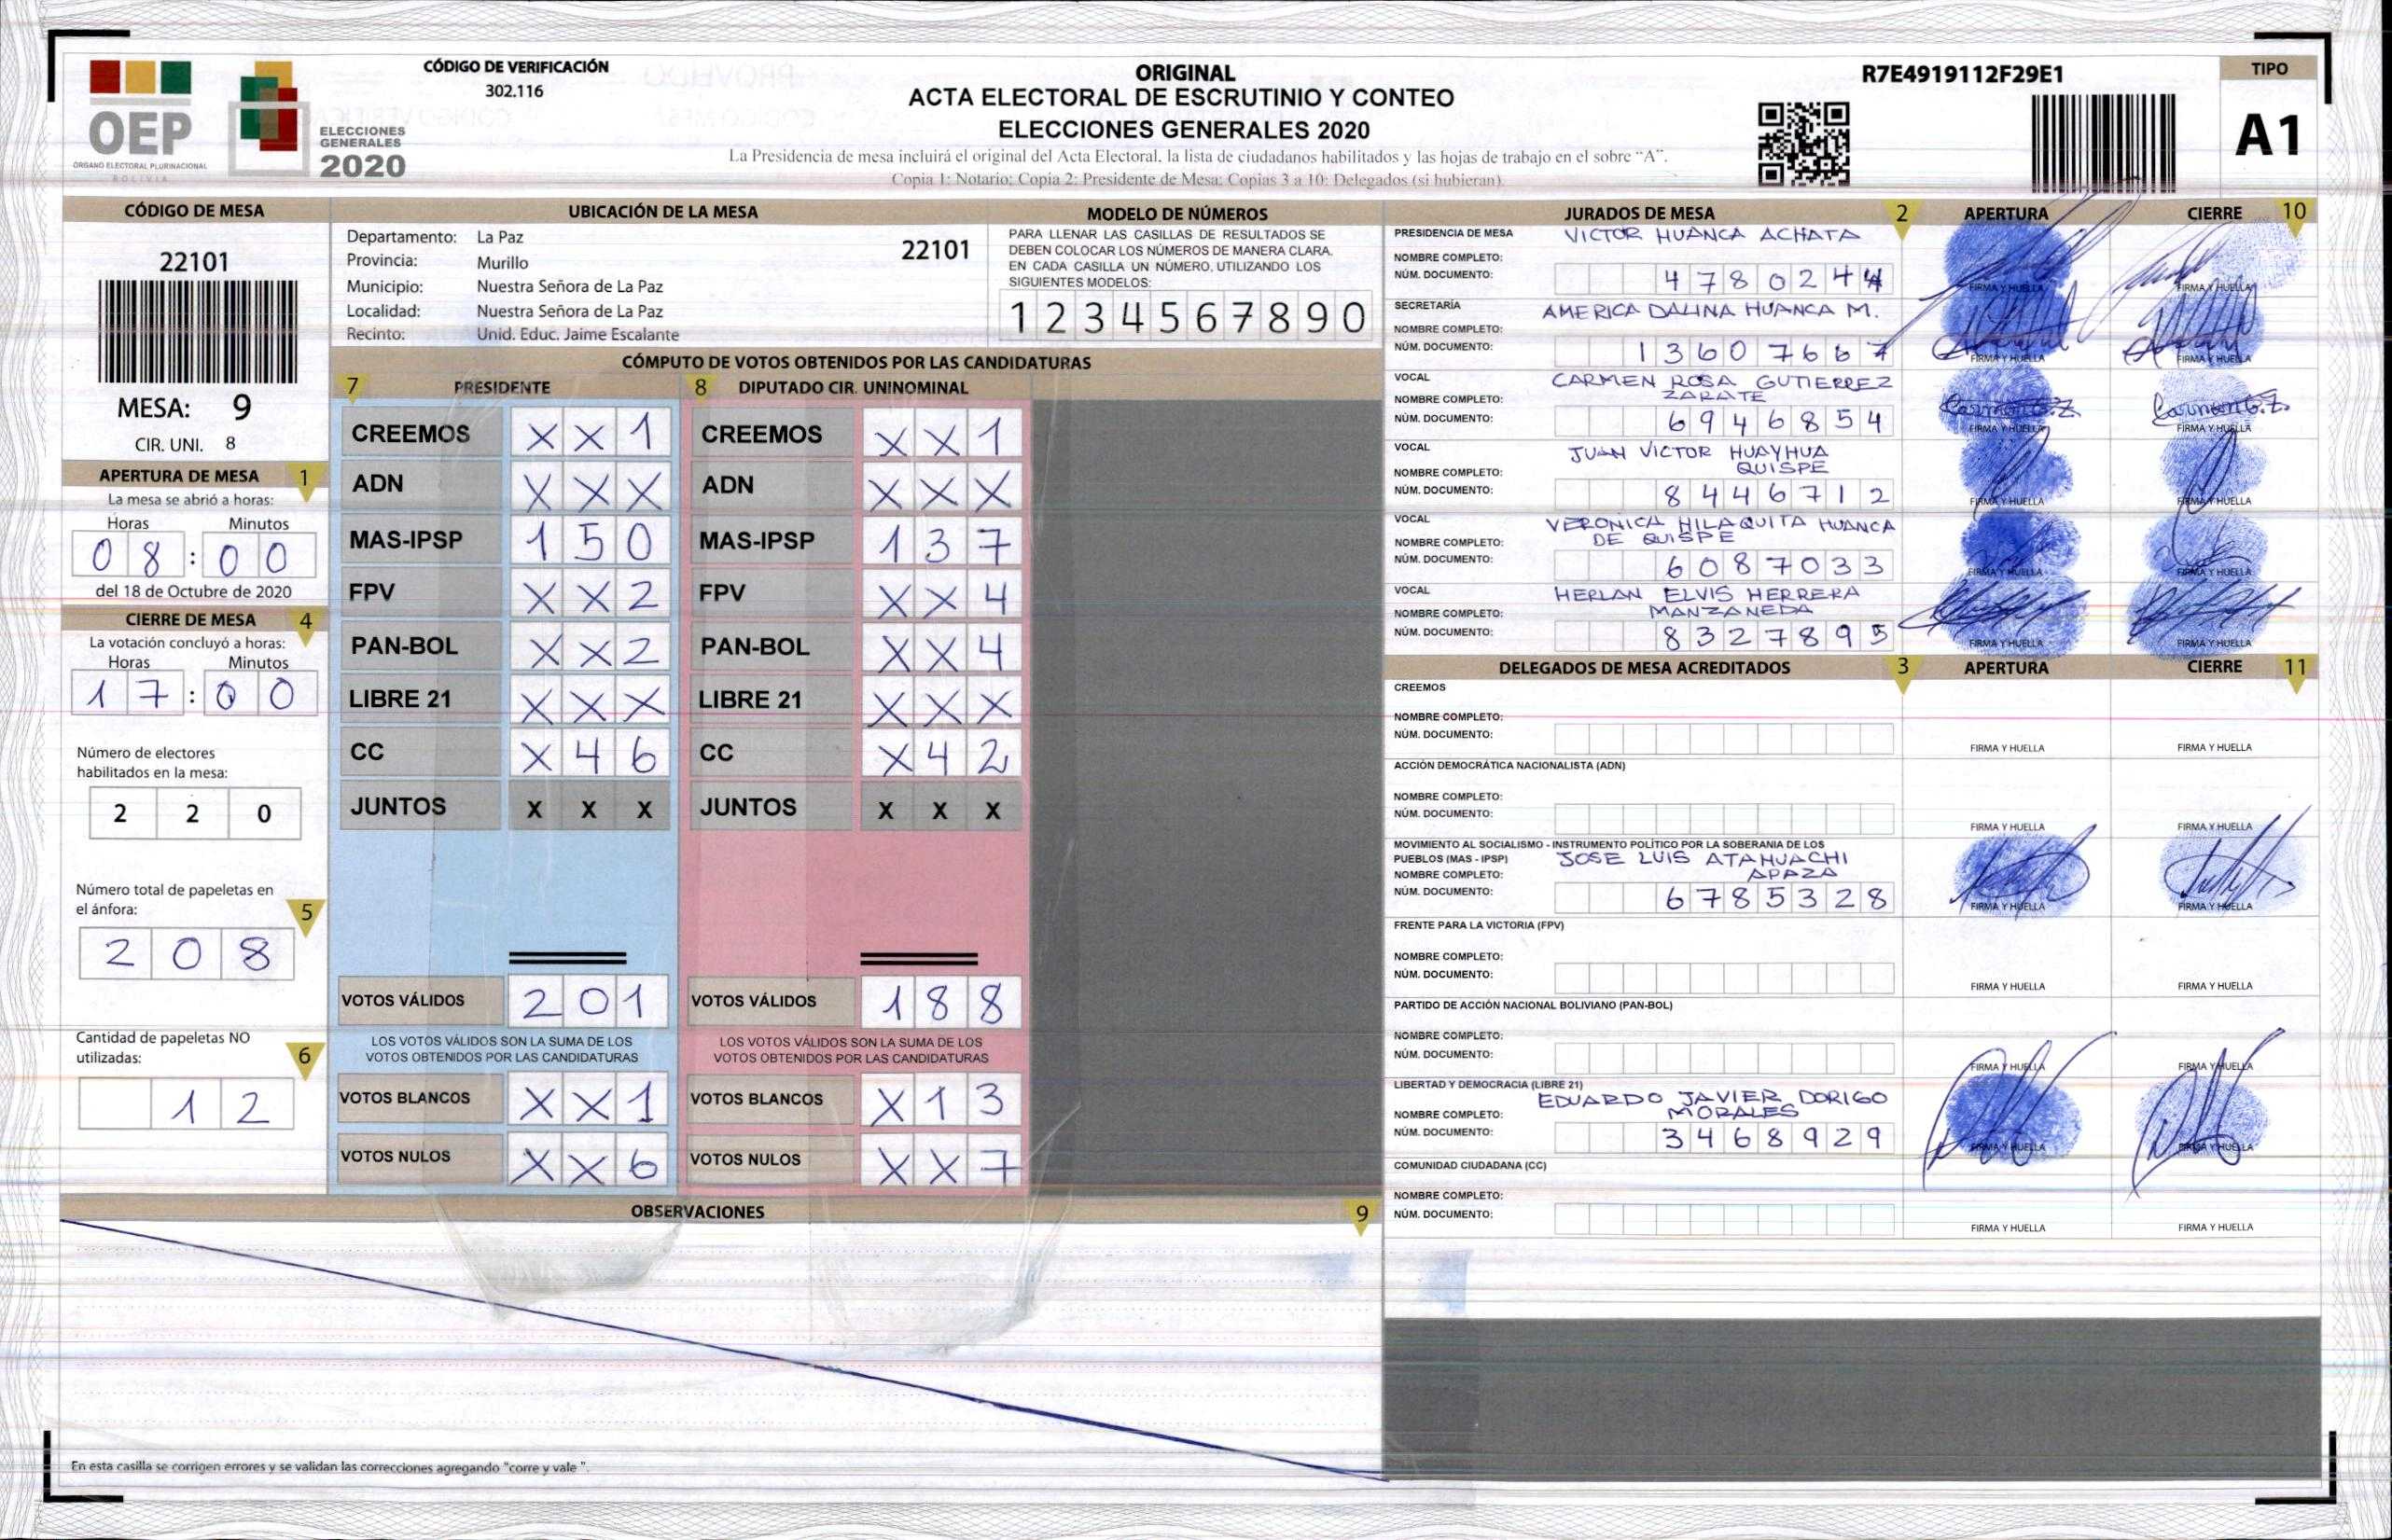 OEP
ÓRGANO ELECTORAL PLURINACIONAL
BOLIVIA
ELECCIONES
GENERALES
2020
CÓDIGO DE VERIFICACIÓN
302.116
ORIGINAL
ACTA ELECTORAL DE ESCRUTINIO Y CONTEO
ELECCIONES GENERALES 2020
La Presidencia de mesa incluirá el original del Acta Electoral, la lista de ciudadanos habilitados y las hojas de trabajo en el sobre "A".
Copia 1: Notario; Copia 2: Presidente de Mesa; Copias 3 a 10: Delegados (si hubieran).
R7E4919112F29E1
TIPO
A1
CÓDIGO DE MESA
22101
MESA: 9
CIR. UNI. 8
APERTURA DE MESA 1
La mesa se abrió a horas:
Horas Minutos
08:00
del 18 de Octubre de 2020
CIERRE DE MESA 4
La votación concluyó a horas:
Horas Minutos
17:00
Número de electores
habilitados en la mesa:
2 2 0
Número total de papeletas en
el ánfora: 5
2 0 8
Cantidad de papeletas NO
utilizadas: 6
1 2
UBICACIÓN DE LA MESA
Departamento: La Paz 22101
Provincia: Murillo
Municipio: Nuestra Señora de La Paz
Localidad: Nuestra Señora de La Paz
Recinto: Unid. Educ. Jaime Escalante
MODELO DE NÚMEROS
PARA LLENAR LAS CASILLAS DE RESULTADOS SE
DEBEN COLOCAR LOS NÚMEROS DE MANERA CLARA,
EN CADA CASILLA UN NÚMERO, UTILIZANDO LOS
SIGUIENTES MODELOS:
1 2 3 4 5 6 7 8 9 0
CÓMPUTO DE VOTOS OBTENIDOS POR LAS CANDIDATURAS
7 PRESIDENTE 8 DIPUTADO CIR. UNINOMINAL
CREEMOS X X 1 CREEMOS X X 1
ADN X X X ADN X X X
MAS-IPSP 1 5 0 MAS-IPSP 1 3 7
FPV X X 2 FPV X X 4
PAN-BOL X X 2 PAN-BOL X X 4
LIBRE 21 X X X LIBRE 21 X X X
CC X 4 6 CC X 4 2
JUNTOS X X X JUNTOS X X X
VOTOS VÁLIDOS 2 0 1 VOTOS VÁLIDOS 1 8 8
LOS VOTOS VÁLIDOS SON LA SUMA DE LOS LOS VOTOS VÁLIDOS SON LA SUMA DE LOS
VOTOS OBTENIDOS POR LAS CANDIDATURAS VOTOS OBTENIDOS POR LAS CANDIDATURAS
VOTOS BLANCOS X X 1 VOTOS BLANCOS X 1 3
VOTOS NULOS X X 6 VOTOS NULOS X X 7
OBSERVACIONES 9
En esta casilla se corrigen errores y se validan las correcciones agregando "corre y vale ".
JURADOS DE MESA 2 APERTURA CIERRE 10
PRESIDENCIA DE MESA VICTOR HUANCA ACHATA
NOMBRE COMPLETO:
NÚM. DOCUMENTO: 4780244
FIRMA Y HUELLA FIRMA Y HUELLA
SECRETARÍA AMERICA DALINA HUANCA M.
NOMBRE COMPLETO:
NÚM. DOCUMENTO: 13607667
FIRMA Y HUELLA FIRMA Y HUELLA
VOCAL CARMEN ROSA GUTIERREZ
NOMBRE COMPLETO: ZARATE
NÚM. DOCUMENTO: 6946854
Carmen G.Z. Carmen G.Z.
FIRMA Y HUELLA FIRMA Y HUELLA
VOCAL JUAN VICTOR HUAYHUA
NOMBRE COMPLETO: QUISPE
NÚM. DOCUMENTO: 8446712
FIRMA Y HUELLA FIRMA Y HUELLA
VOCAL VERONICA HILAQUITA HUANCA
NOMBRE COMPLETO: DE QUISPE
NÚM. DOCUMENTO: 6087033
FIRMA Y HUELLA FIRMA Y HUELLA
VOCAL HERLAN ELVIS HERRERA
NOMBRE COMPLETO: MANZANEDA
NÚM. DOCUMENTO: 8327895
FIRMA Y HUELLA FIRMA Y HUELLA
DELEGADOS DE MESA ACREDITADOS 3 APERTURA CIERRE 11
CREEMOS
NOMBRE COMPLETO:
NÚM. DOCUMENTO:
FIRMA Y HUELLA FIRMA Y HUELLA
ACCIÓN DEMOCRÁTICA NACIONALISTA (ADN)
NOMBRE COMPLETO:
NÚM. DOCUMENTO:
FIRMA Y HUELLA FIRMA Y HUELLA
MOVIMIENTO AL SOCIALISMO - INSTRUMENTO POLÍTICO POR LA SOBERANIA DE LOS
PUEBLOS (MAS - IPSP) JOSE LUIS ATAHUACHI
NOMBRE COMPLETO: APAZA
NÚM. DOCUMENTO: 6785328
FIRMA Y HUELLA FIRMA Y HUELLA
FRENTE PARA LA VICTORIA (FPV)
NOMBRE COMPLETO:
NÚM. DOCUMENTO:
FIRMA Y HUELLA FIRMA Y HUELLA
PARTIDO DE ACCIÓN NACIONAL BOLIVIANO (PAN-BOL)
NOMBRE COMPLETO:
NÚM. DOCUMENTO:
FIRMA Y HUELLA FIRMA Y HUELLA
LIBERTAD Y DEMOCRACIA (LIBRE 21)
EDUARDO JAVIER DORIGO
NOMBRE COMPLETO: MORALES
NÚM. DOCUMENTO: 3468929
FIRMA Y HUELLA FIRMA Y HUELLA
COMUNIDAD CIUDADANA (CC)
NOMBRE COMPLETO:
NÚM. DOCUMENTO:
FIRMA Y HUELLA FIRMA Y HUELLA